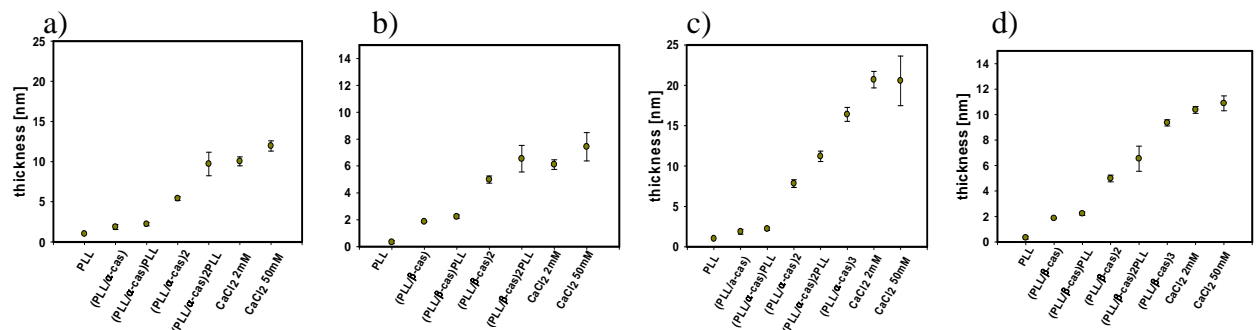 a)
thickness [nm]
25
20
15
10
5
0
PLL
(PLL/α-cas)
(PLL/α-cas)PLL
(PLL/α-cas)2
(PLL/α-cas)2PLL
CaCl2 2mM
CaCl2 50mM
b)
thickness [nm]
14
12
10
8
6
4
2
0
PLL
(PLL/β-cas)
(PLL/β-cas)PLL
(PLL/β-cas)2
(PLL/β-cas)2PLL
CaCl2 2mM
CaCl2 50mM
c)
thickness [nm]
25
20
15
10
5
0
PLL
(PLL/a-cas)
(PLL/α-cas)PLL
(PLL/α-cas)2
(PLL/α-cas)2PLL
(PLL/α-cas)3
CaCl2 2mM
CaCl2 50mM
d)
thickness [nm]
14
12
10
8
6
4
2
0
PLL
(PLL/β-cas)
(PLL/β-cas)PLL
(PLL/β-cas)2
(PLL/β-cas)2PLL
(PLL/β-cas)3
CaCl2 2mM
CaCl2 50mM